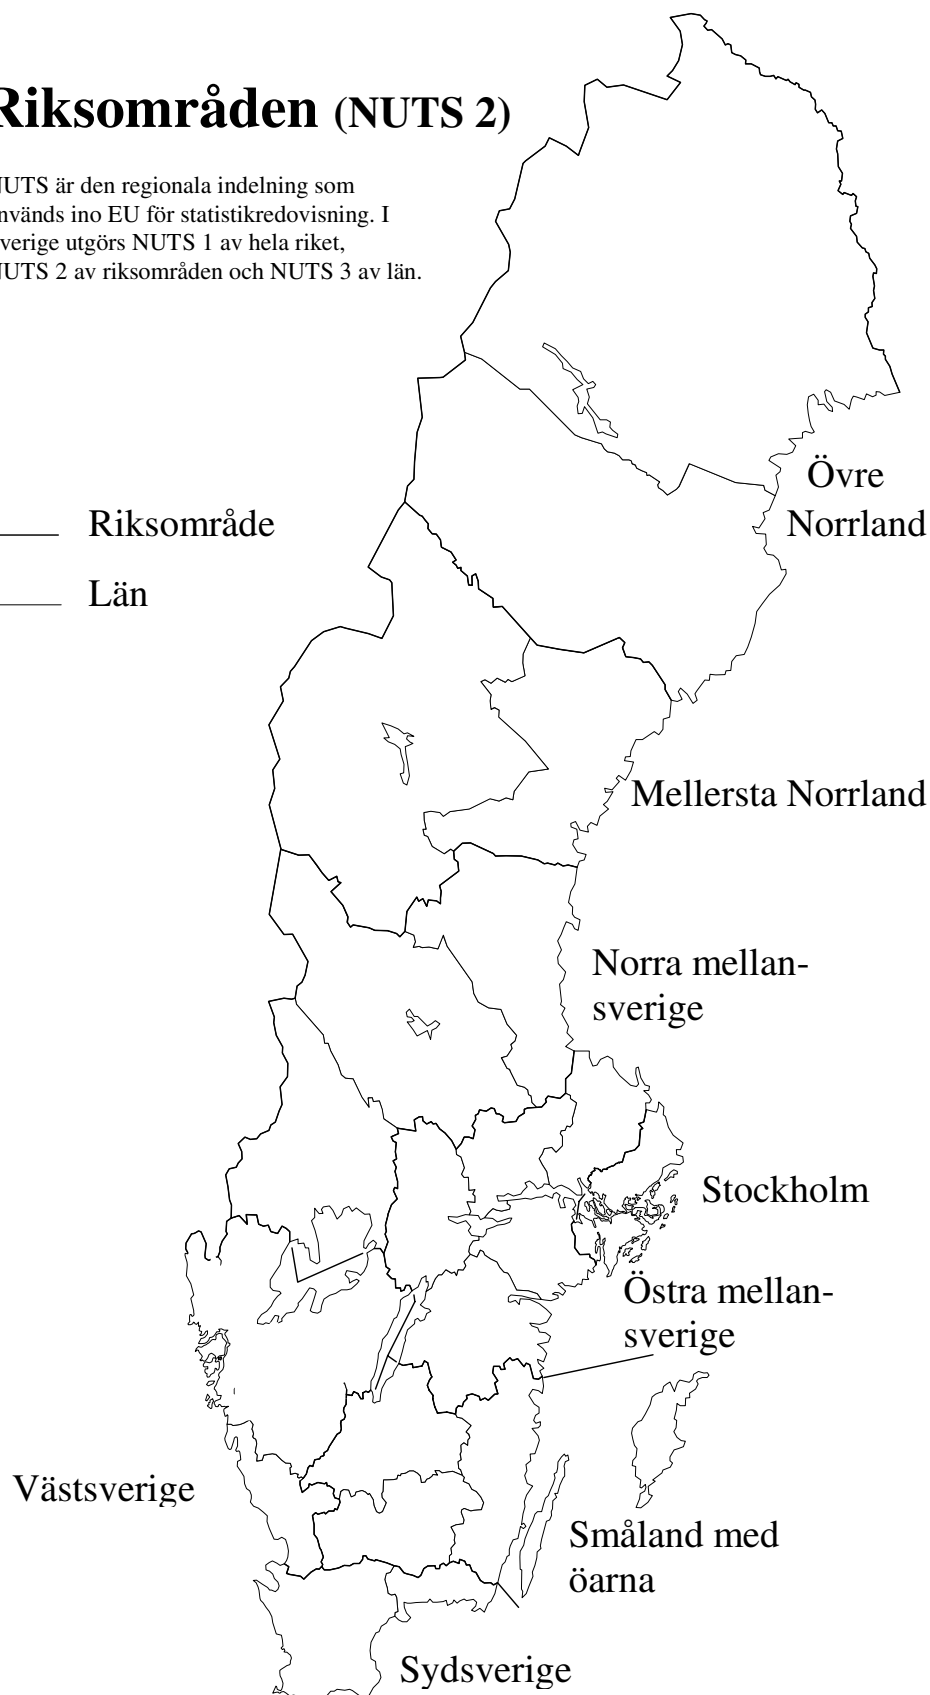 Riksområden (NUTS 2)
NUTS är den regionala indelning som
nvänds ino EU för statistikredovisning. I
verige utgörs NUTS 1 av hela riket,
NUTS 2 av riksområden och NUTS 3 av län.
Övre
Norrland
Riksområde
Län
Mellersta Norrland
Norra mellan-
sverige
Stockholm
Östra mellan-
sverige
Västsverige
Småland med
öarna
Sydsverige